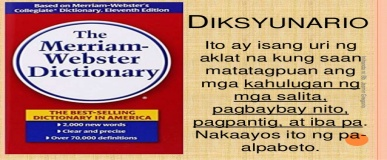 Based on Merriam-Webster's
Collegiate® Dictionary, Eleventh Edition
The
Merriam-
Webster
Dictionary
THE BEST-SELLING
DICTIONARY IN AMERICA
2,000 new words
Clear and precise
Over 70,000 definitions
DIKSYUNARIO
Ito ay isang uri ng
aklat na kung saan
matatagpuan ang
mga kahulugan ng
mga salita,
pagbaybay nito,
pagpantig, at iba pa.
Nakaayos ito ng pa-
alpabeto.